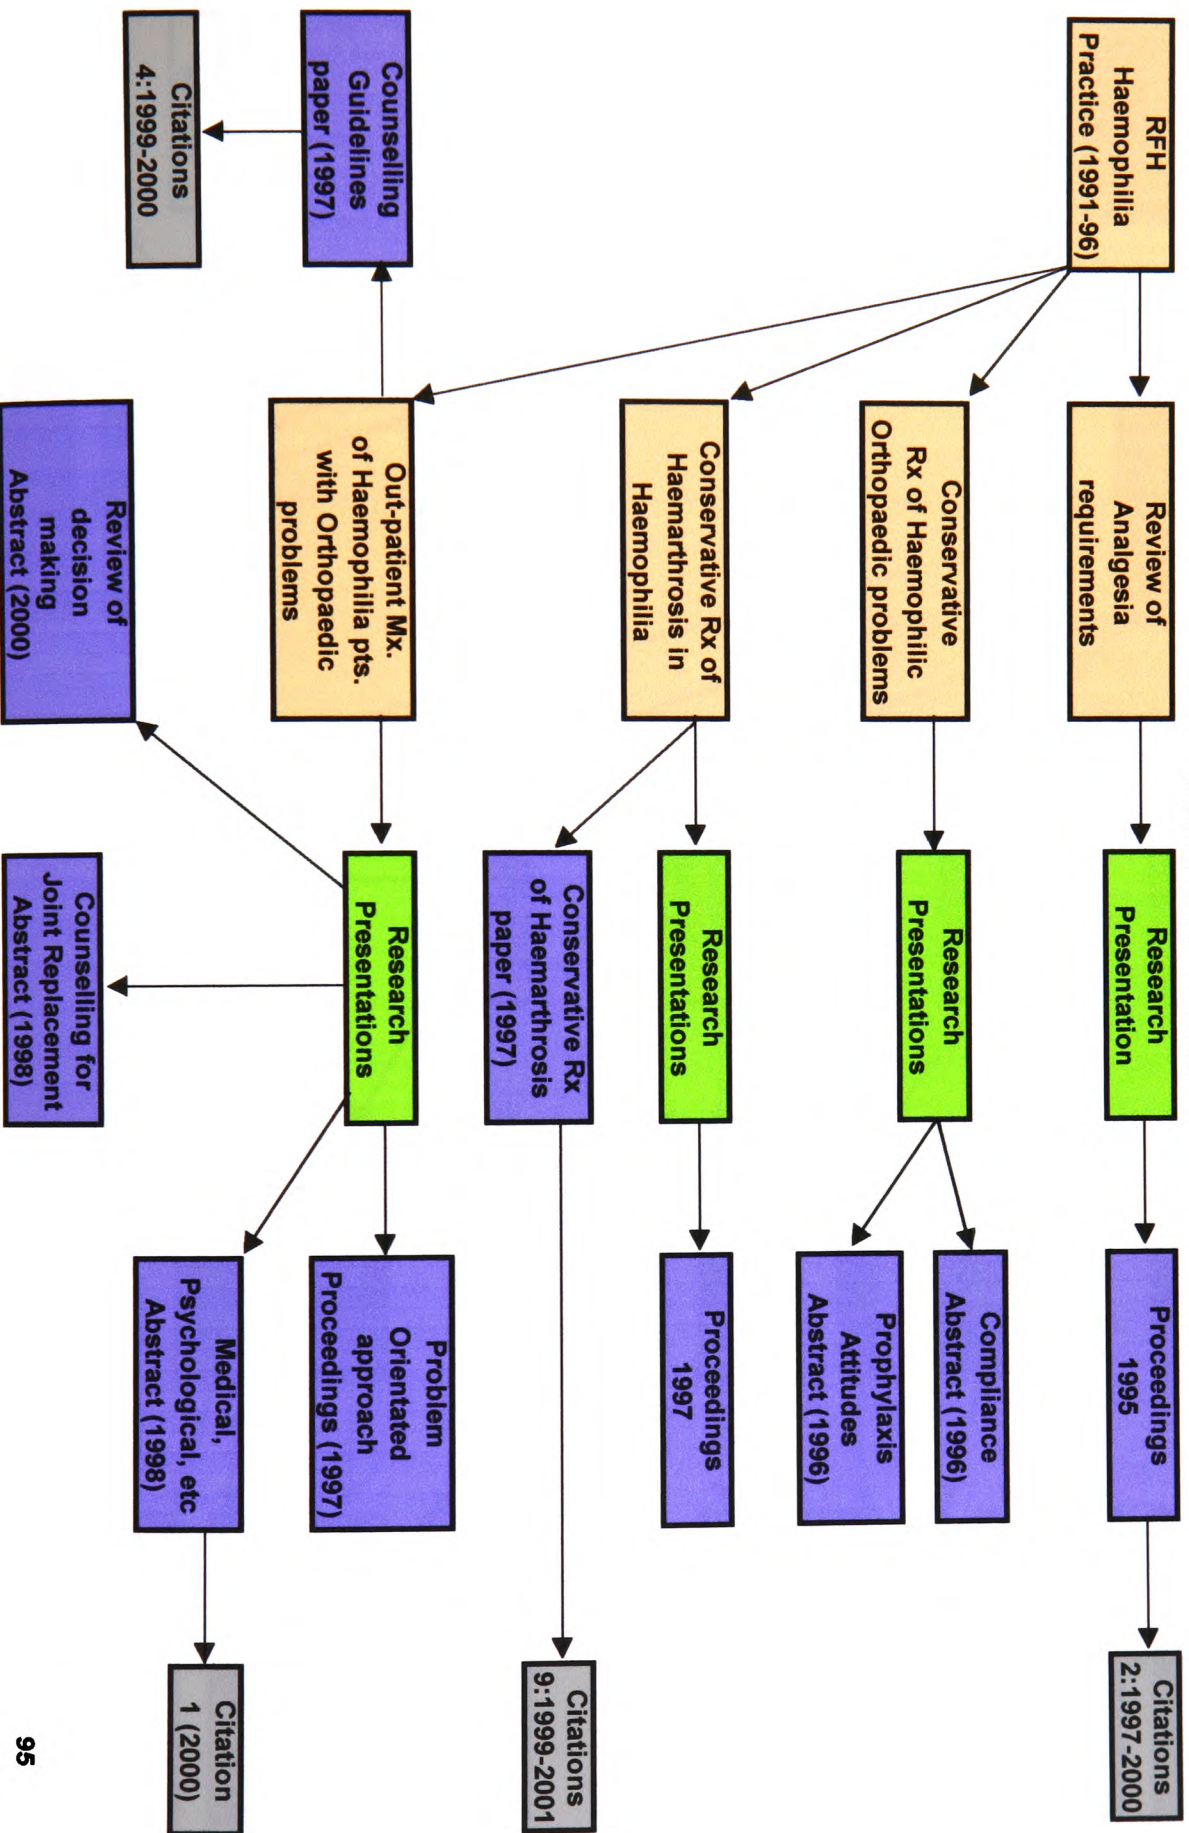 RFH
Haemophilia
Practice (1991-96)
Review of
Analgesia
requirements
Research
Presentation
Proceedings
1995
Citations
2:1997-2000
Conservative
Rx of Haemophilic
Orthopaedic problems
Research
Presentations
Compliance
Abstract (1996)
Prophylaxis
Attitudes
Abstract (1996)
Conservative Rx of
Haemarthrosis in
Haemophilia
Research
Presentations
Proceedings
1997
Conservative Rx
of Haemarthrosis
paper (1997)
Citations
9:1999-2001
Counselling
Guidelines
paper (1997)
Out-patient Mx.
of Haemophilia pts.
with Orthopaedic
problems
Research
Presentations
Problem
Orientated
approach
Proceedings (1997)
Citations
4:1999-2000
Medical,
Psychological, etc
Abstract (1998)
Citation
1 (2000)
Review of
decision
making
Abstract (2000)
Counselling for
Joint Replacement
Abstract (1998)
95